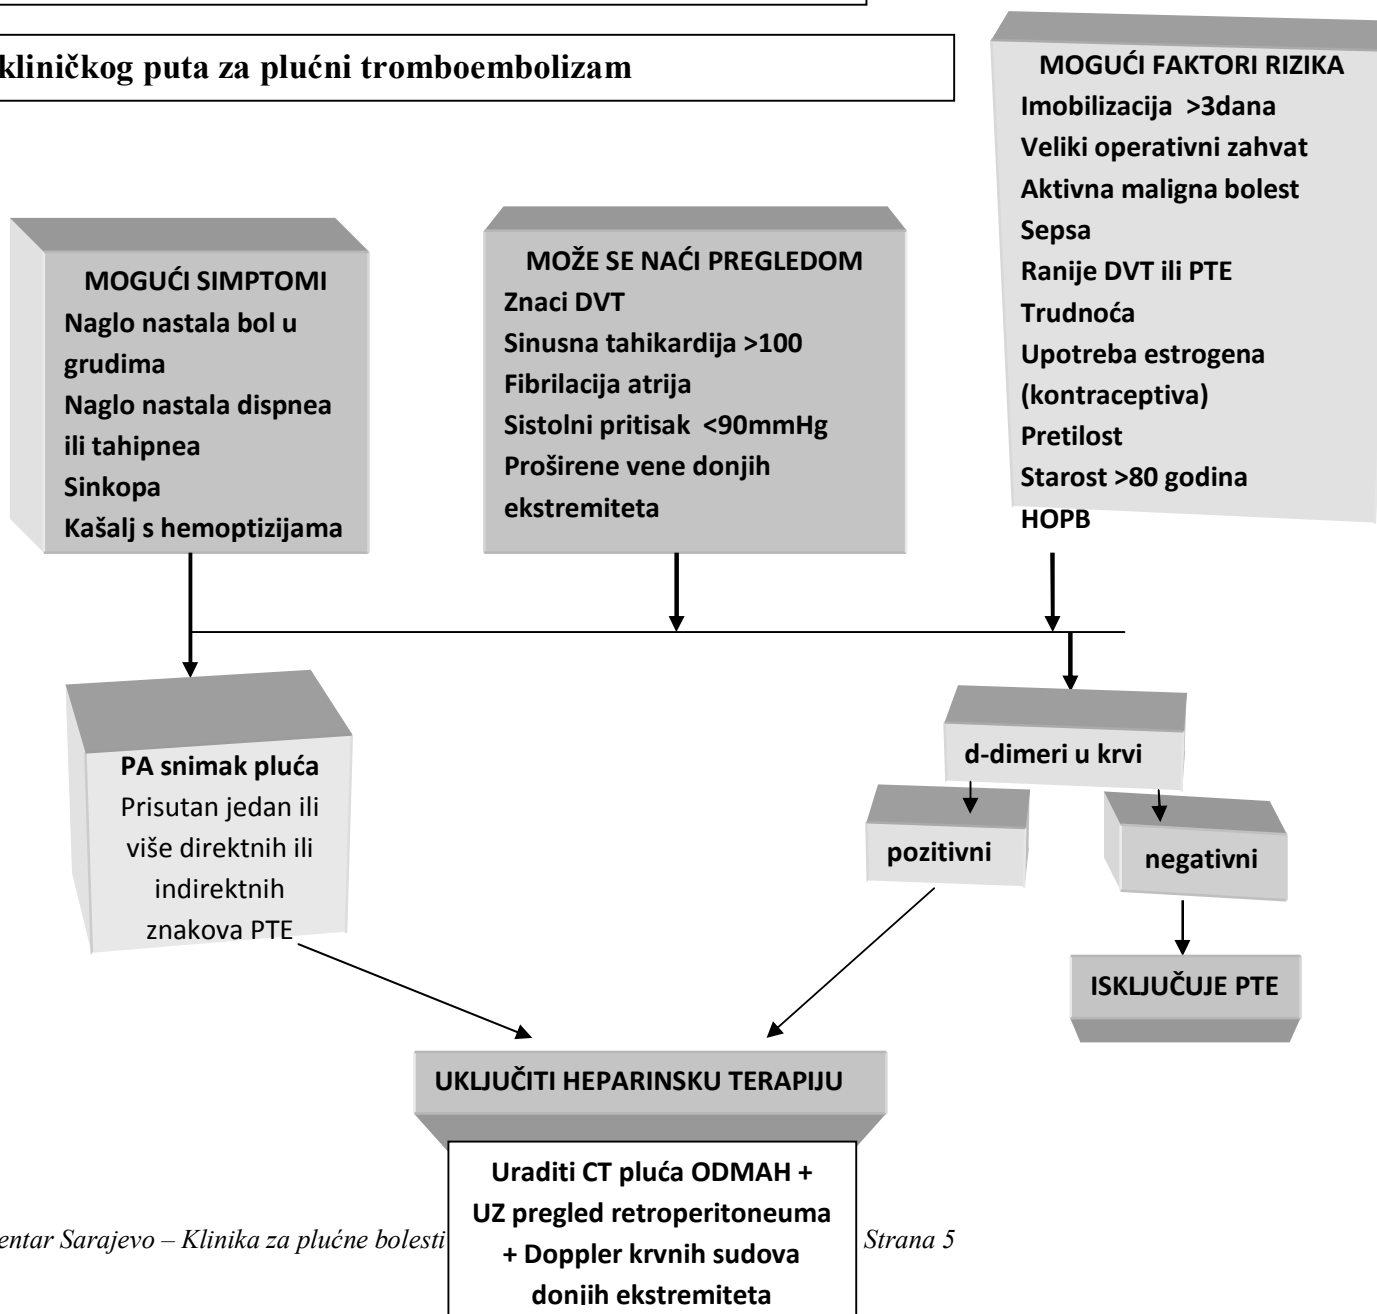 kliničkog puta za plućni tromboembolizam
MOGUĆI FAKTORI RIZIKA
Imobilizacija >3dana
Veliki operativni zahvat
Aktivna maligna bolest
Sepsa
Ranije DVT ili PTE
Trudnoća
Upotreba estrogena
(kontraceptiva)
Pretilost
Starost >80 godina
HOPB
MOGUĆI SIMPTOMI
Naglo nastala bol u
grudima
Naglo nastala dispnea
ili tahipnea
Sinkopa
Kašalj s hemoptizijama
MOŽE SE NAĆI PREGLEDOM
Znaci DVT
Sinusna tahikardija >100
Fibrilacija atrija
Sistolni pritisak <90mmHg
Proširene vene donjih
ekstremiteta
PA snimak pluća
Prisutan jedan ili
više direktnih ili
indirektnih
znakova PTE
d-dimeri u krvi
pozitivni
negativni
ISKLJUČUJE PTE
UKLJUČITI HEPARINSKU TERAPIJU
Uraditi CT pluća ODMAH +
UZ pregled retroperitoneuma
+ Doppler krvnih sudova
donjih ekstremiteta
entar Sarajevo – Klinika za plućne bolesti
Strana 5